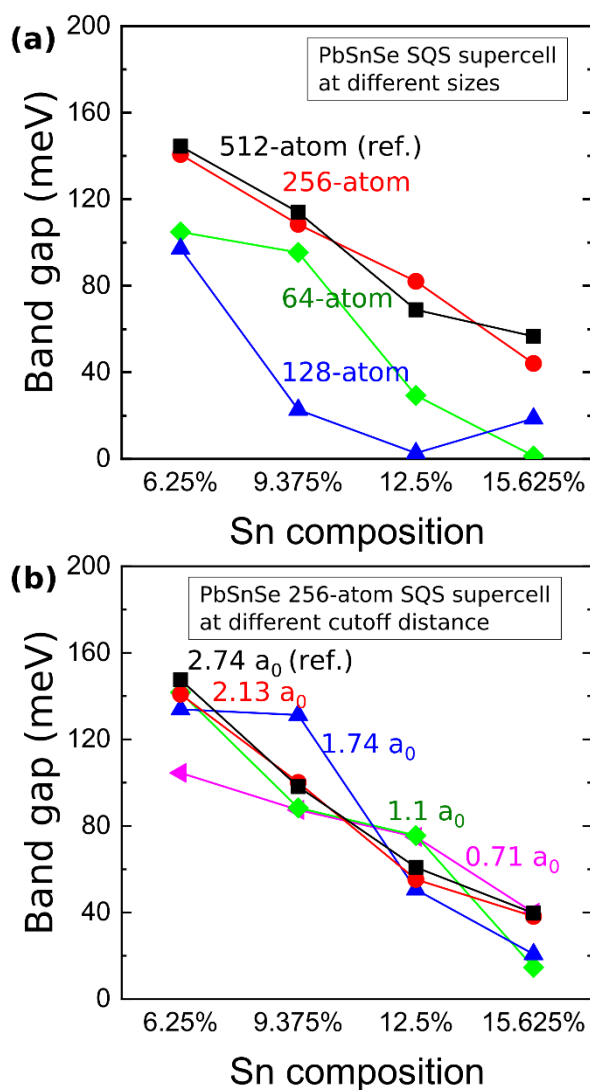 (a)
200
160
120
80
40
0
Band gap (meV)
PbSnSe SQS supercell
at different sizes
512-atom (ref.)
256-atom
64-atom
128-atom
6.25% 9.375% 12.5% 15.625%
Sn composition
(b)
200
160
120
80
40
0
Band gap (meV)
PbSnSe 256-atom SQS supercell
at different cutoff distance
2.74 a₀ (ref.)
2.13 a₀
1.74 a₀
1.1 a₀
0.71 a₀
6.25% 9.375% 12.5% 15.625%
Sn composition